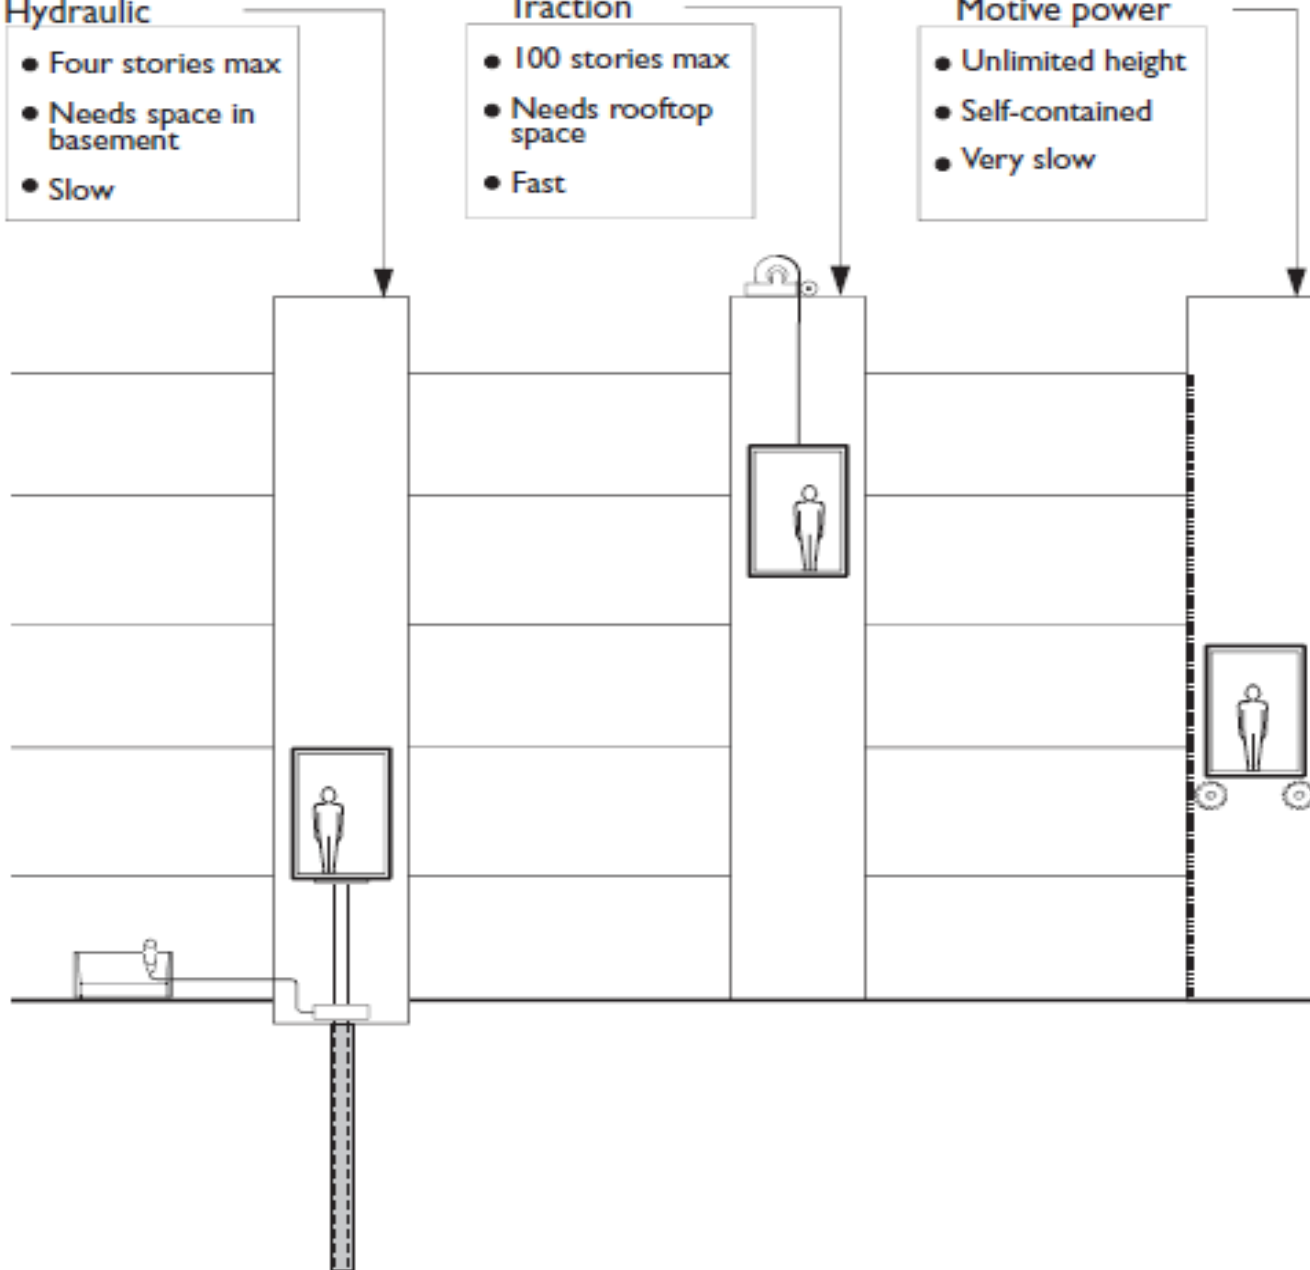 Hydraulic
• Four stories max
• Needs space in
basement
• Slow
Traction
• 100 stories max
• Needs rooftop
space
• Fast
Motive power
• Unlimited height
• Self-contained
• Very slow